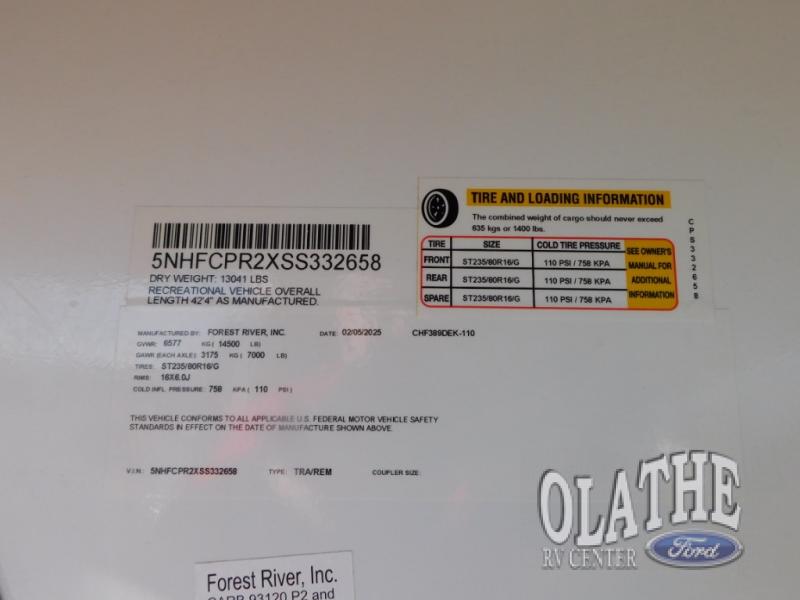 TIRE AND LOADING INFORMATION
The combined weight of cargo should never exceed
635 kgs or 1400 lbs.
TIRE SIZE COLD TIRE PRESSURE SEE OWNER'S MANUAL FOR ADDITIONAL INFORMATION
FRONT ST235/80R16/G 110 PSI / 758 KPA
REAR ST235/80R16/G 110 PSI / 758 KPA
SPARE ST235/80R16/G 110 PSI / 758 KPA
CPS332658
5NHFCPR2XSS332658
DRY WEIGHT: 13041 LBS
RECREATIONAL VEHICLE OVERALL
LENGTH 42'4" AS MANUFACTURED.
MANUFACTURED BY: FOREST RIVER, INC. DATE: 02/05/2025 CHF389DEK-110
GVWR: 6577 KG ( 14500 LB)
GAWR (EACH AXLE) 3175 KG ( 7000 LB)
TIRES: ST235/80R16/G
RIMS: 16X6.0J
COLD INFL. PRESSURE: 758 KPA ( 110 PSI)
THIS VEHICLE CONFORMS TO ALL APPLICABLE U.S. FEDERAL MOTOR VEHICLE SAFETY
STANDARDS IN EFFECT ON THE DATE OF MANUFACTURE SHOWN ABOVE.
V.I.N.: 5NHFCPR2XSS332658 TYPE: TRA/REM COUPLER SIZE:
OLATHE
RV CENTER Ford
Forest River, Inc.
CARB 93120 P2 and